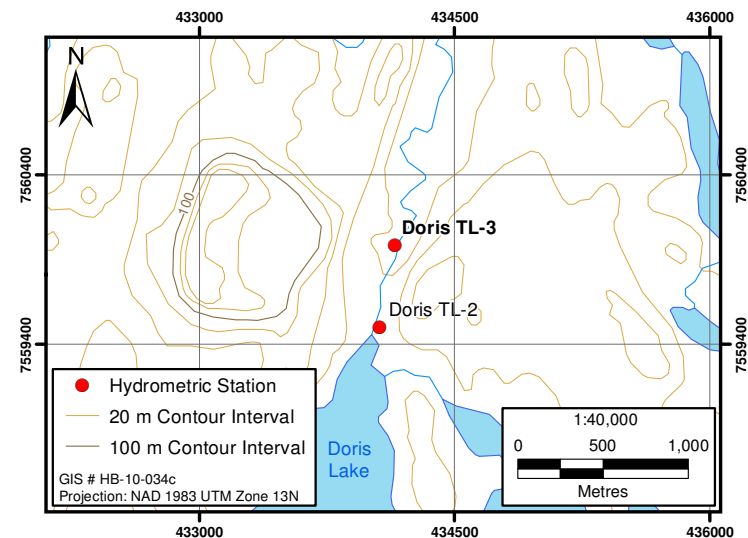 433000 434500 436000
N
7560400 7560400
100
Doris TL-3
Doris TL-2
7559400 7559400
Hydrometric Station
20 m Contour Interval
100 m Contour Interval
GIS # HB-10-034c
Projection: NAD 1983 UTM Zone 13N
Doris
Lake
1:40,000
0 500 1,000
Metres
433000 434500 436000